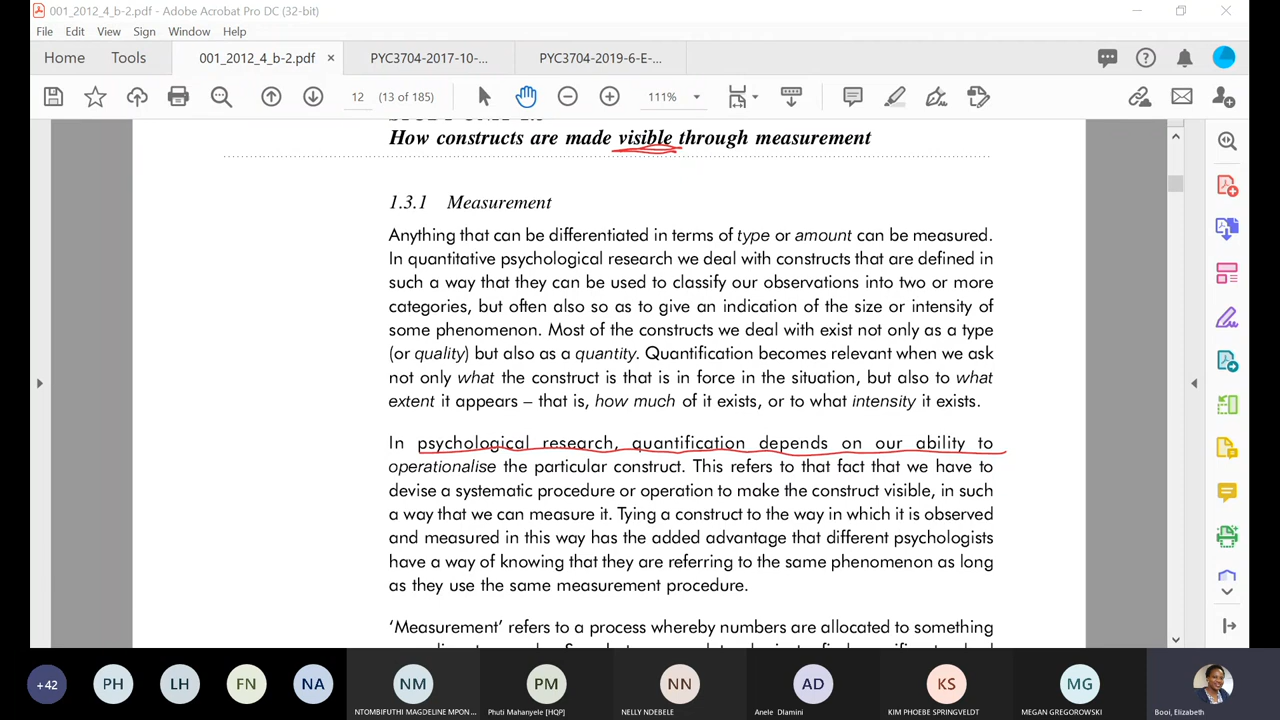 001_2012_4_b-2.pdf - Adobe Acrobat Pro DC (32-bit)
File Edit View Sign Window Help
Home Tools 001_2012_4_b-2.pdf × PYC3704-2017-10-... PYC3704-2019-6-E-...
12 (13 of 185) 111%
How constructs are made visible through measurement
1.3.1 Measurement
Anything that can be differentiated in terms of type or amount can be measured.
In quantitative psychological research we deal with constructs that are defined in
such a way that they can be used to classify our observations into two or more
categories, but often also so as to give an indication of the size or intensity of
some phenomenon. Most of the constructs we deal with exist not only as a type
(or quality) but also as a quantity. Quantification becomes relevant when we ask
not only what the construct is that is in force in the situation, but also to what
extent it appears – that is, how much of it exists, or to what intensity it exists.
In psychological research, quantification depends on our ability to
operationalise the particular construct. This refers to that fact that we have to
devise a systematic procedure or operation to make the construct visible, in such
a way that we can measure it. Tying a construct to the way in which it is observed
and measured in this way has the added advantage that different psychologists
have a way of knowing that they are referring to the same phenomenon as long
as they use the same measurement procedure.
‘Measurement’ refers to a process whereby numbers are allocated to something
+42 PH LH FN NA NM PM NN AD KS MG
NTOMBIFUTHI MAGDELINE MPON... Phuti Mahanyele [HQP] NELLY NDEBELE Anele Dlamini KIM PHOEBE SPRINGVELDT MEGAN GREGOROWSKI Booi, Elizabeth